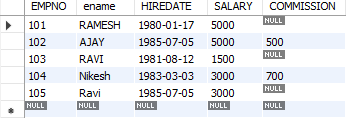 EMPNO ename HIREDATE SALARY COMMISSION
101 RAMESH 1980-01-17 5000 NULL
102 AJAY 1985-07-05 5000 500
103 RAVI 1981-08-12 1500 NULL
104 Nikesh 1983-03-03 3000 700
105 Ravi 1985-07-05 3000 NULL
NULL NULL NULL NULL NULL